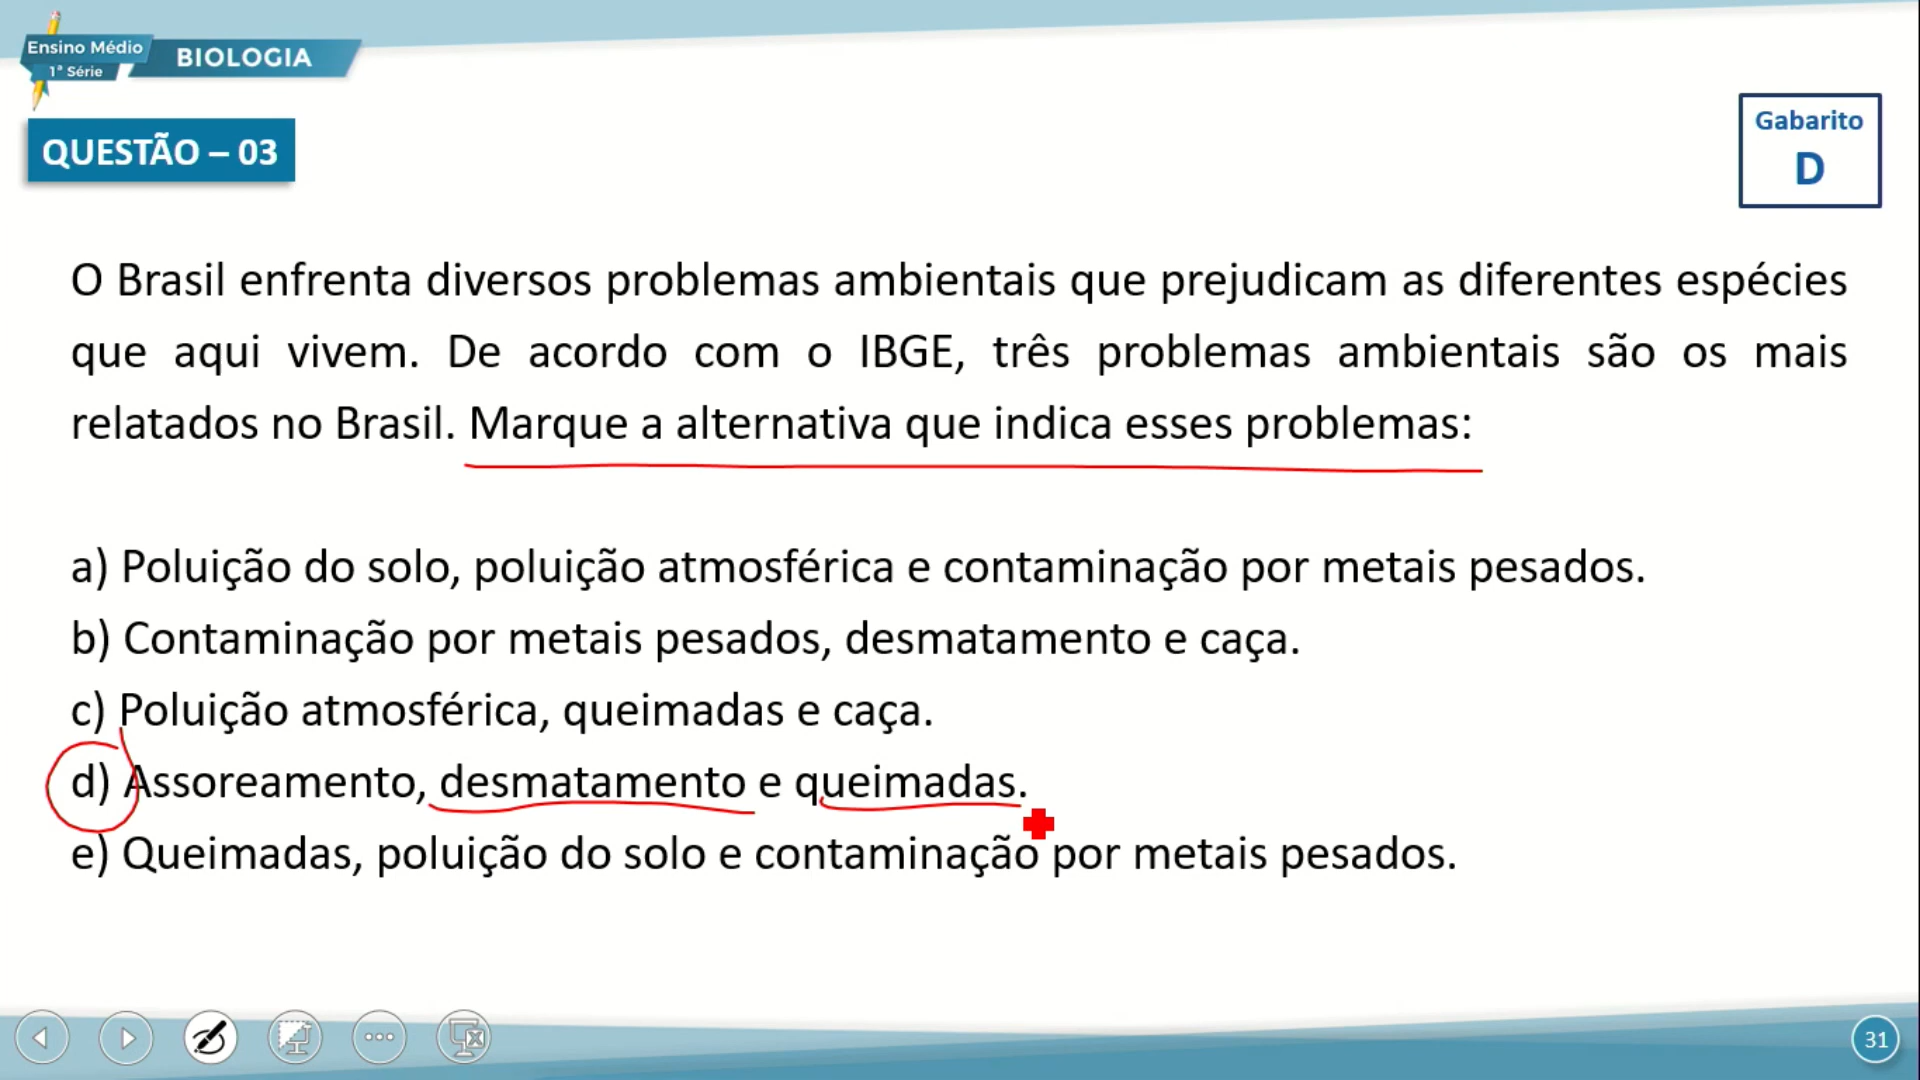 Ensino Médio
1ª Série
BIOLOGIA
QUESTÃO – 03
Gabarito
D
O Brasil enfrenta diversos problemas ambientais que prejudicam as diferentes espécies
que aqui vivem. De acordo com o IBGE, três problemas ambientais são os mais
relatados no Brasil. Marque a alternativa que indica esses problemas:
a) Poluição do solo, poluição atmosférica e contaminação por metais pesados.
b) Contaminação por metais pesados, desmatamento e caça.
c) Poluição atmosférica, queimadas e caça.
d) Assoreamento, desmatamento e queimadas.
e) Queimadas, poluição do solo e contaminação por metais pesados.
31